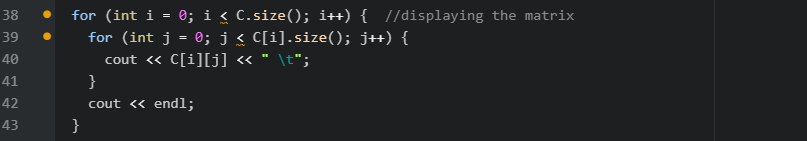 38 for (int i = 0; i < C.size(); i++) {  //displaying the matrix
39   for (int j = 0; j < C[i].size(); j++) {
40     cout << C[i][j] << " \t";
41   }
42   cout << endl;
43 }